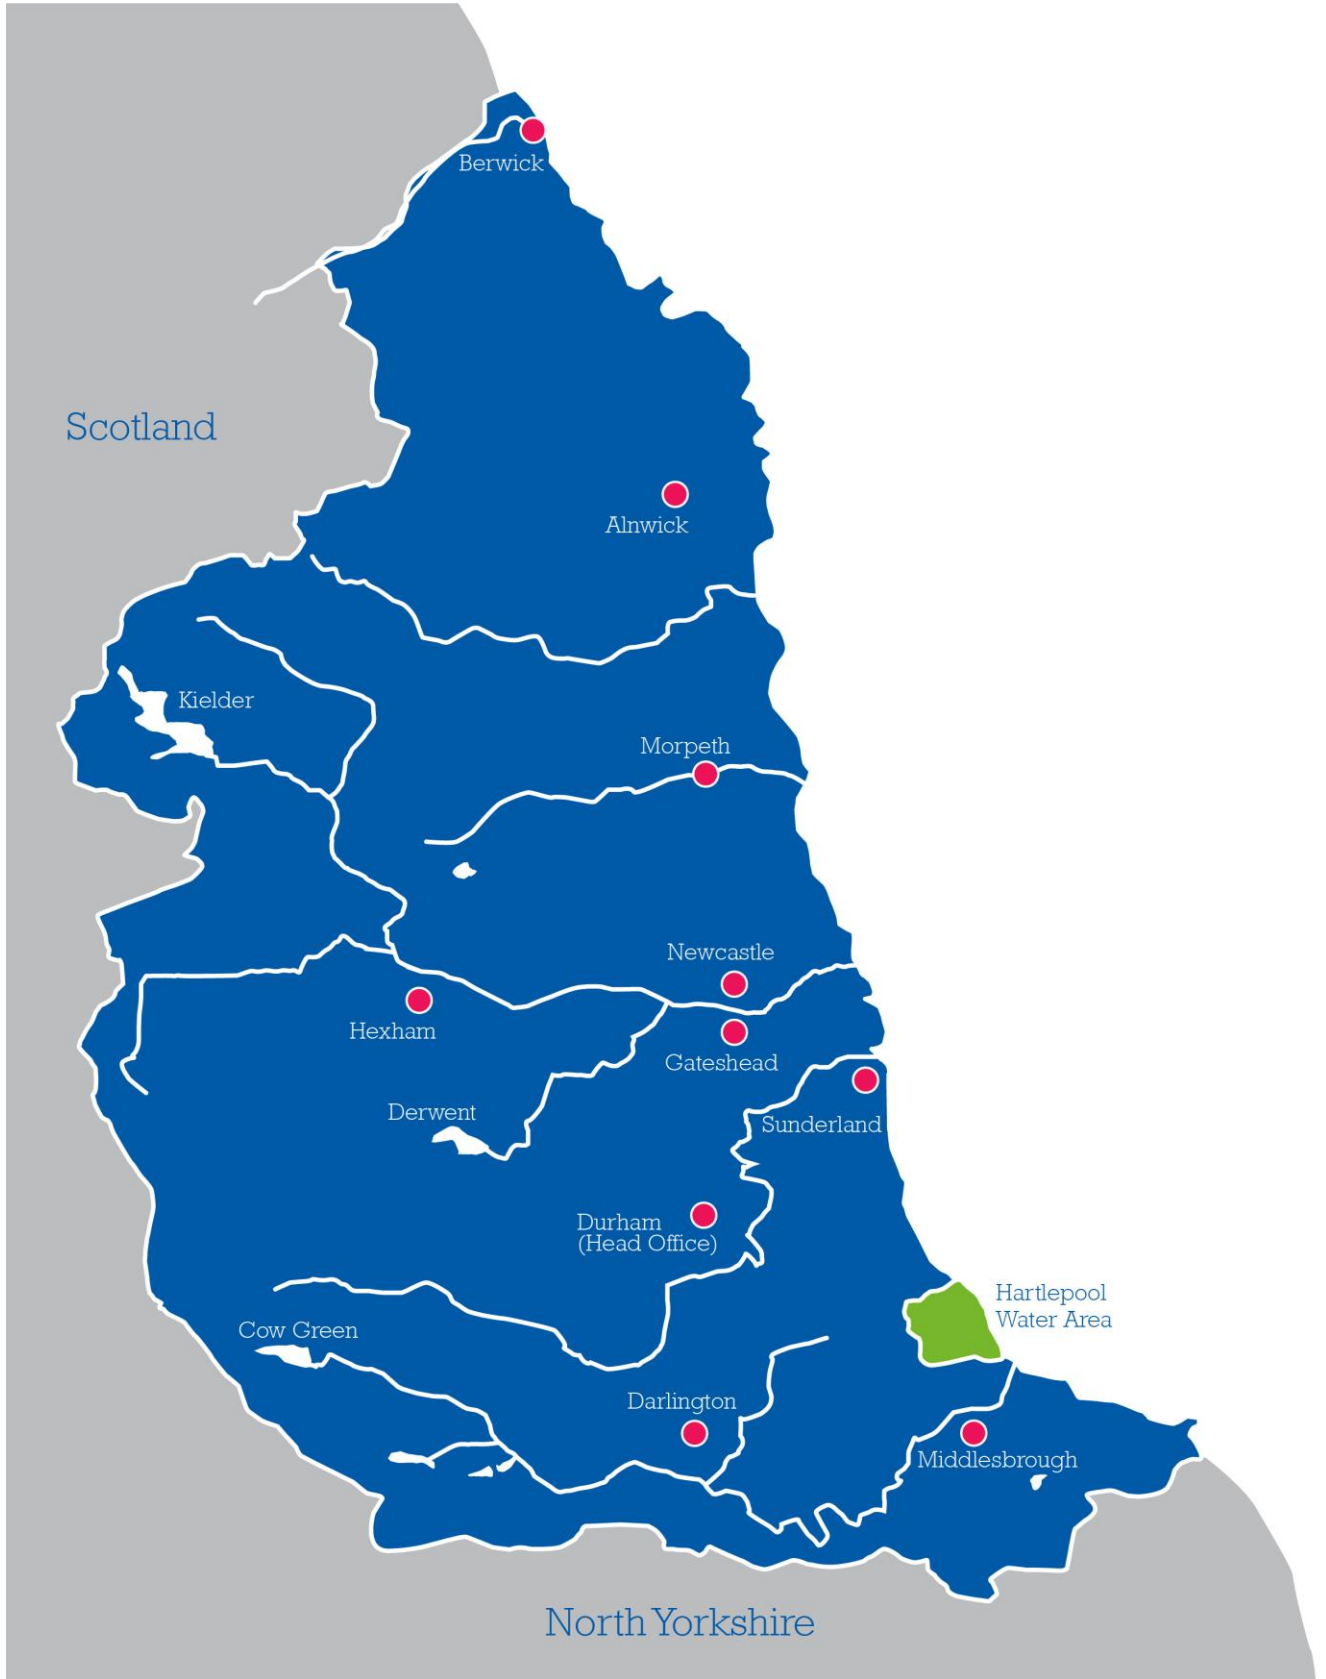 Berwick
Scotland
Alnwick
Kielder
Morpeth
Newcastle
Hexham
Gateshead
Derwent
Sunderland
Durham
(Head Office)
Hartlepool
Water Area
Cow Green
Darlington
Middlesbrough
North Yorkshire